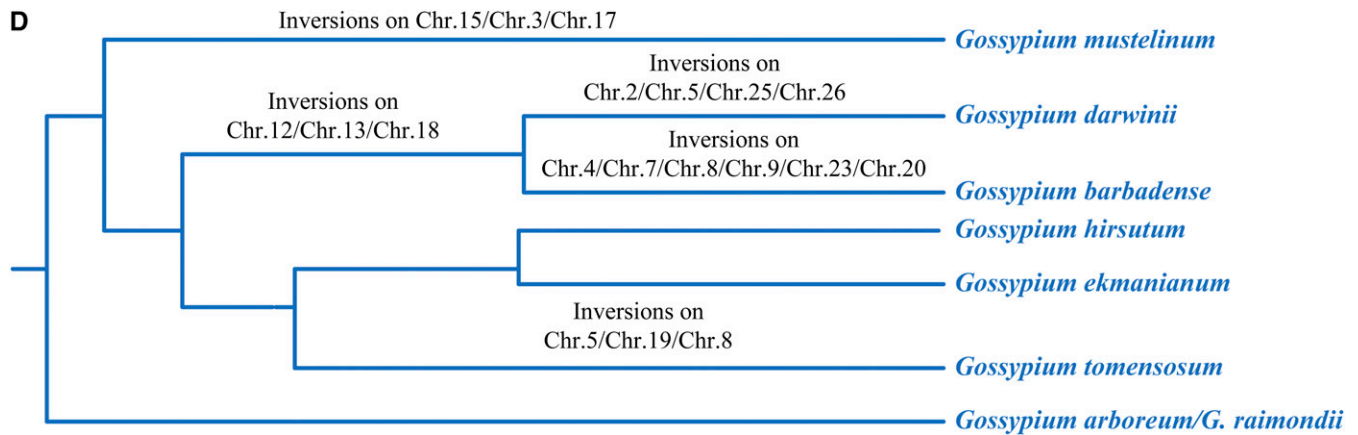 D
Inversions on Chr.15/Chr.3/Chr.17
Gossypium mustelinum
Inversions on
Chr.2/Chr.5/Chr.25/Chr.26
Inversions on
Chr.12/Chr.13/Chr.18
Gossypium darwinii
Inversions on
Chr.4/Chr.7/Chr.8/Chr.9/Chr.23/Chr.20
Gossypium barbadense
Gossypium hirsutum
Gossypium ekmanianum
Inversions on
Chr.5/Chr.19/Chr.8
Gossypium tomensosum
Gossypium arboreum/G. raimondii